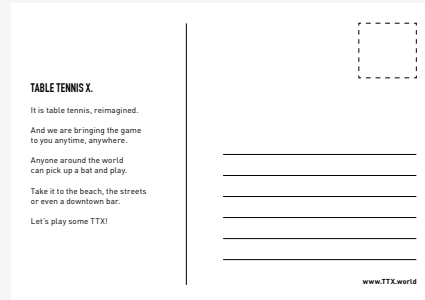 TABLE TENNIS X.
It is table tennis, reimagined.
And we are bringing the game
to you anytime, anywhere.
Anyone around the world
can pick up a bat and play.
Take it to the beach, the streets
or even a downtown bar.
Let's play some TTX!
www.TTX.world